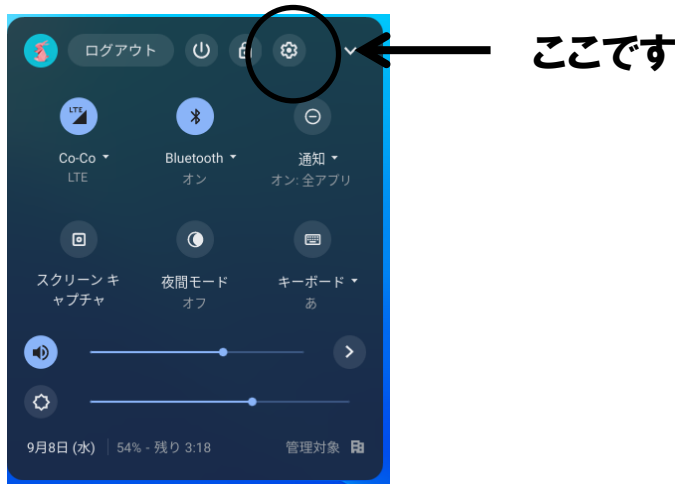 ログアウト
ここです
LTE
Co-Co
LTE
Bluetooth
オン
通知
オン: 全アプリ
スクリーン キ
ャプチャ
夜間モード
オフ
キーボード
あ
9月8日 (水)
54% - 残り 3:18
管理対象